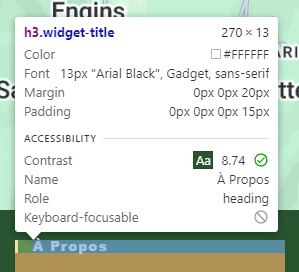 Engins
h3.widget-title 270 × 13
Color #FFFFFF
Font 13px "Arial Black", Gadget, sans-serif
Margin 0px 0px 20px
Padding 0px 0px 0px 15px
ACCESSIBILITY
Contrast Aa 8.74
Name À Propos
Role heading
Keyboard-focusable
À Propos